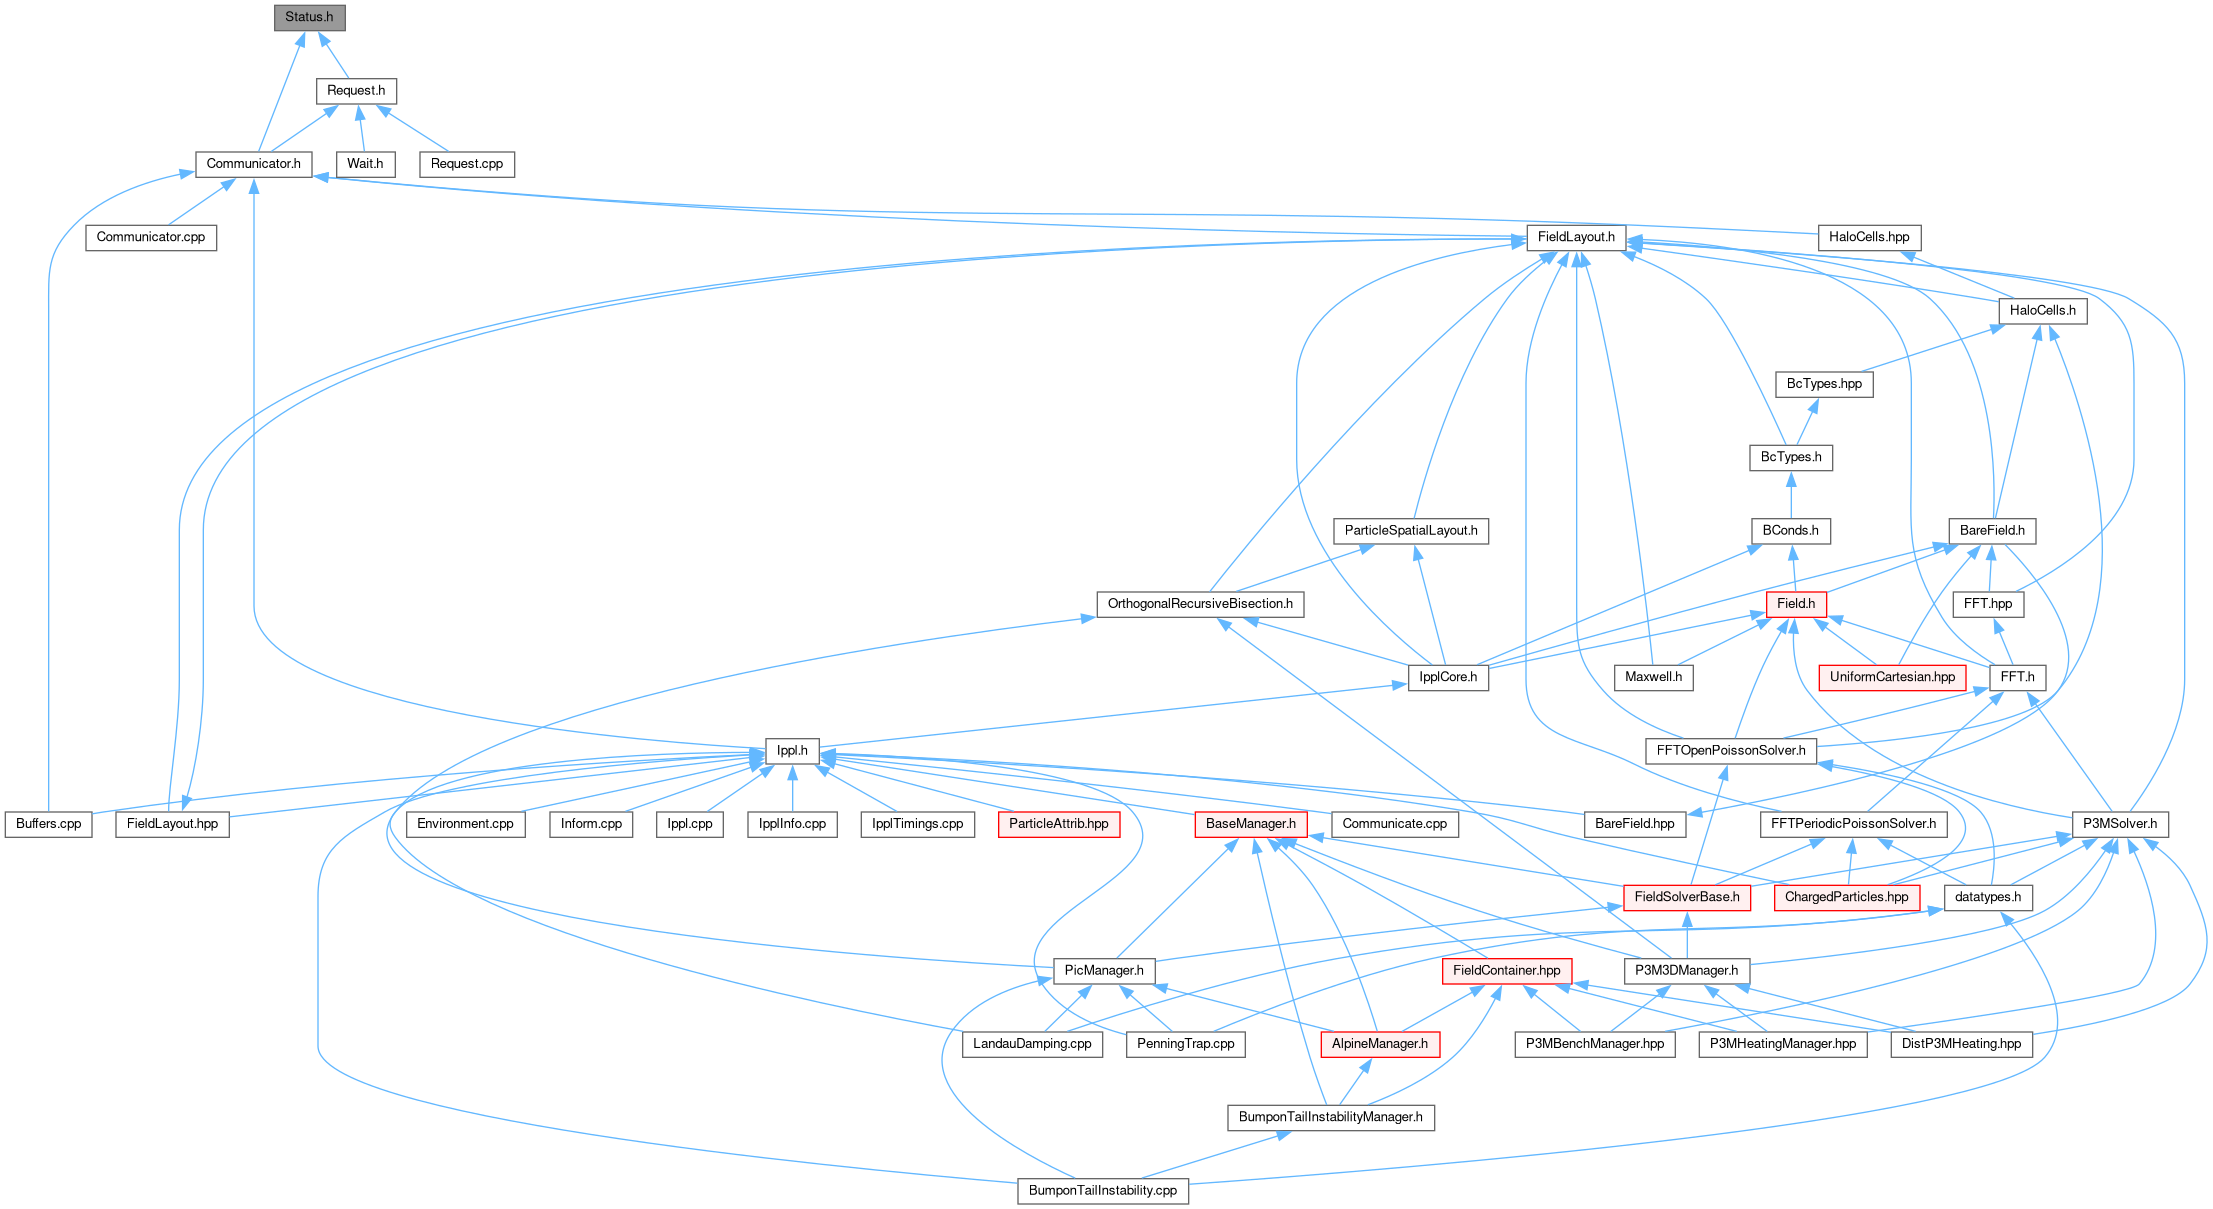 Status.h
Request.h
Communicator.h
Wait.h
Request.cpp
Communicator.cpp
FieldLayout.h
HaloCells.hpp
HaloCells.h
BcTypes.hpp
BcTypes.h
ParticleSpatialLayout.h
BConds.h
BareField.h
OrthogonalRecursiveBisection.h
Field.h
FFT.hpp
IpplCore.h
Maxwell.h
UniformCartesian.hpp
FFT.h
Ippl.h
FFTOpenPoissonSolver.h
Buffers.cpp
FieldLayout.hpp
Environment.cpp
Inform.cpp
Ippl.cpp
IpplInfo.cpp
IpplTimings.cpp
ParticleAttrib.hpp
BaseManager.h
Communicate.cpp
BareField.hpp
FFTPeriodicPoissonSolver.h
P3MSolver.h
FieldSolverBase.h
ChargedParticles.hpp
datatypes.h
PicManager.h
FieldContainer.hpp
P3M3DManager.h
LandauDamping.cpp
PenningTrap.cpp
AlpineManager.h
P3MBenchManager.hpp
P3MHeatingManager.hpp
DistP3MHeating.hpp
BumponTailInstabilityManager.h
BumponTailInstability.cpp